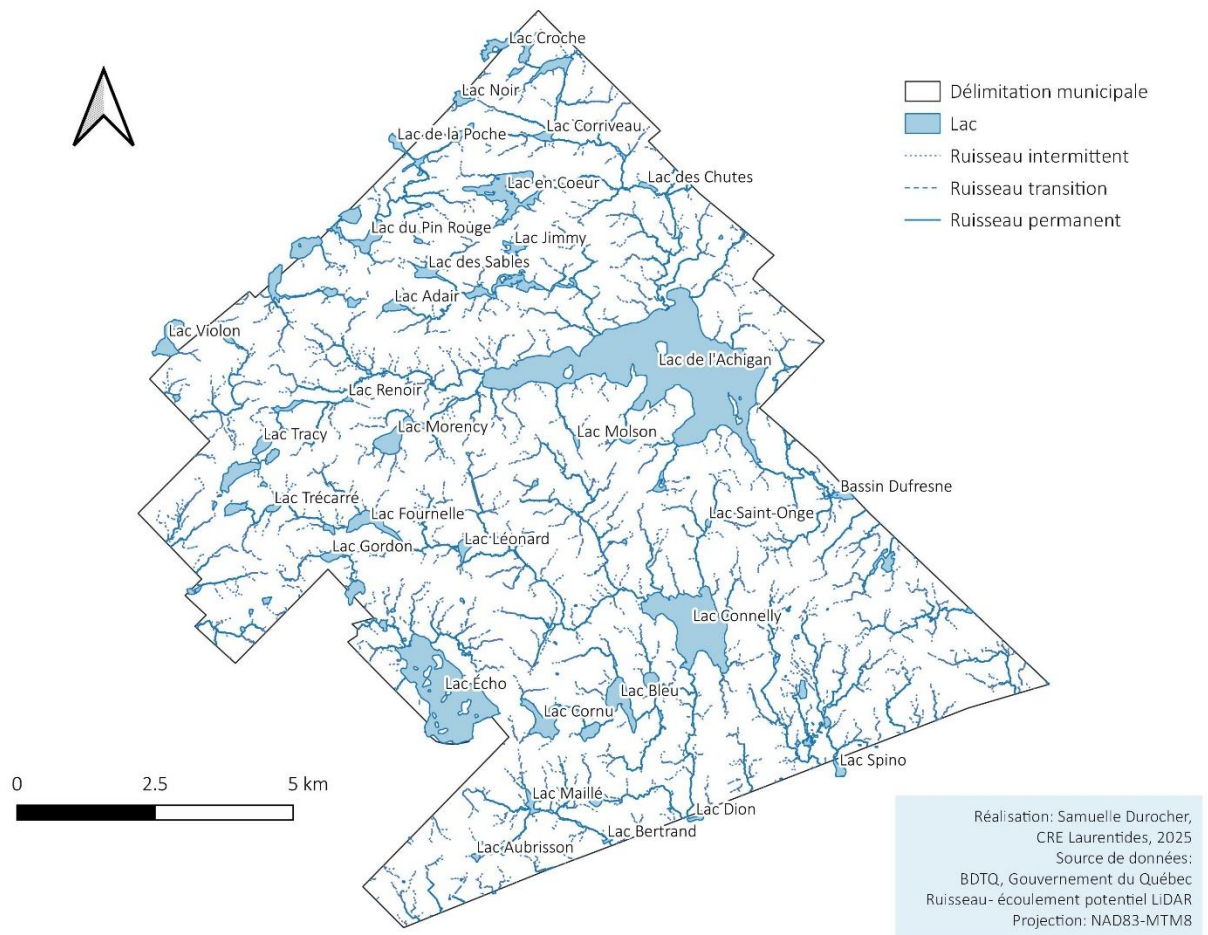 Lac Croche
Lac Noir
Lac Corriveau
Lac de la Poche
Lac en Coeur
Lac des Chutes
Lac du Pin Rouge
Lac Jimmy
Lac des Sables
Lac Adair
Lac Violon
Lac de l'Achigan
Lac Renoir
Lac Morency
Lac Molson
Lac Tracy
Bassin Dufresne
Lac Trécarré
Lac Fournelle
Lac Saint-Onge
Lac Gordon
Lac Léonard
Lac Connelly
Lac Écho
Lac Bleu
Lac Cornu
Lac Spino
Lac Maillé
Lac Dion
Lac Bertrand
Lac Aubrisson
Délimitation municipale
Lac
Ruisseau intermittent
Ruisseau transition
Ruisseau permanent
0 2.5 5 km
Réalisation: Samuelle Durocher,
CRE Laurentides, 2025
Source de données:
BDTQ, Gouvernement du Québec
Ruisseau- écoulement potentiel LiDAR
Projection: NAD83-MTM8